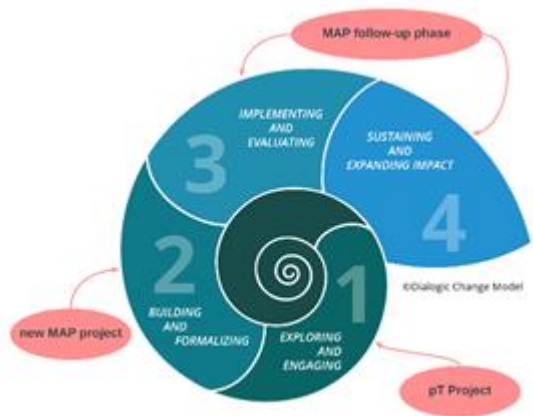 MAP follow-up phase
3
IMPLEMENTING
AND
EVALUATING
SUSTAINING
AND
EXPANDING IMPACT
4
2
BUILDING
AND
FORMALIZING
1
EXPLORING
AND
ENGAGING
©Dialogic Change Model
new MAP project
pT Project